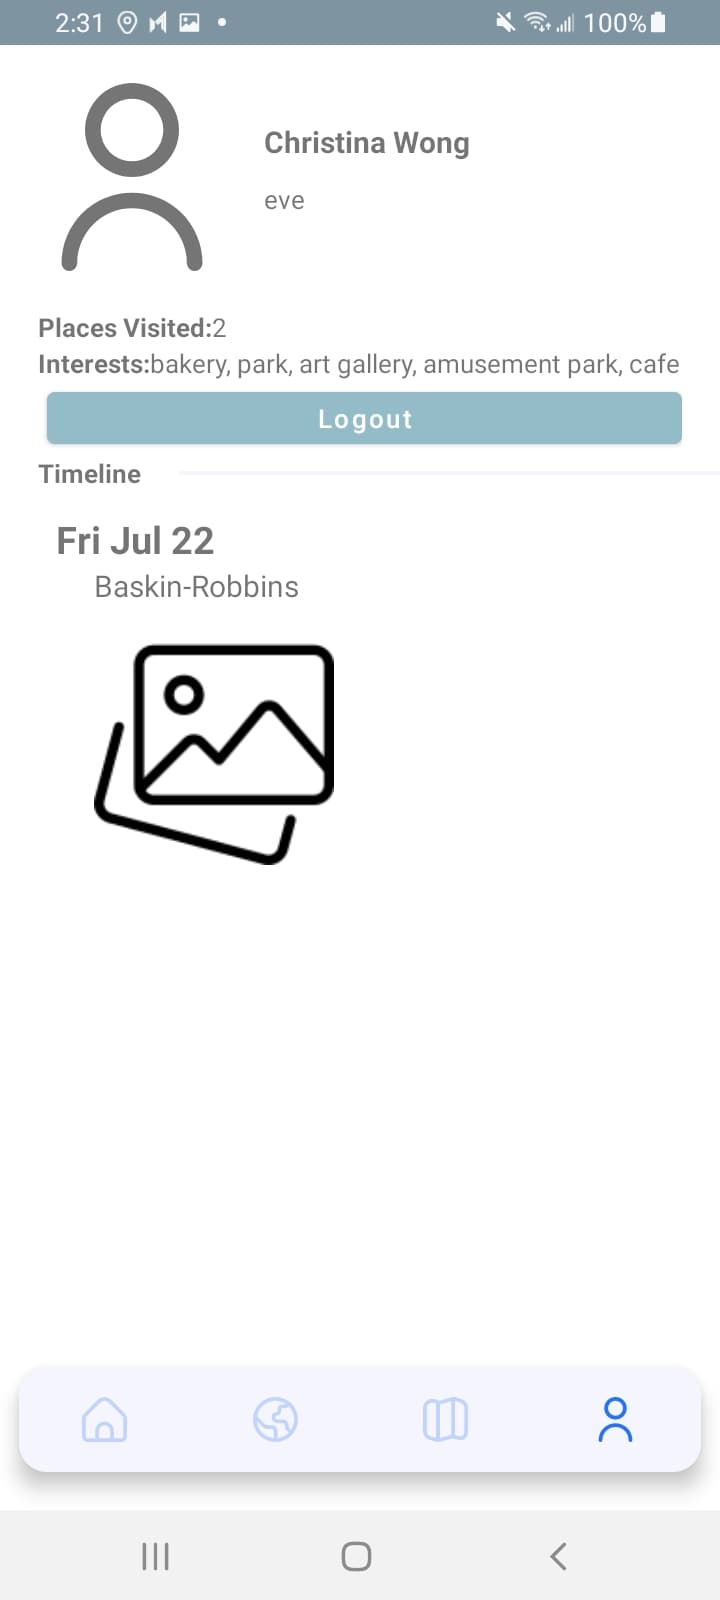 2:31 100%
Christina Wong
eve
Places Visited:2
Interests:bakery, park, art gallery, amusement park, cafe
Logout
Timeline
Fri Jul 22
Baskin-Robbins